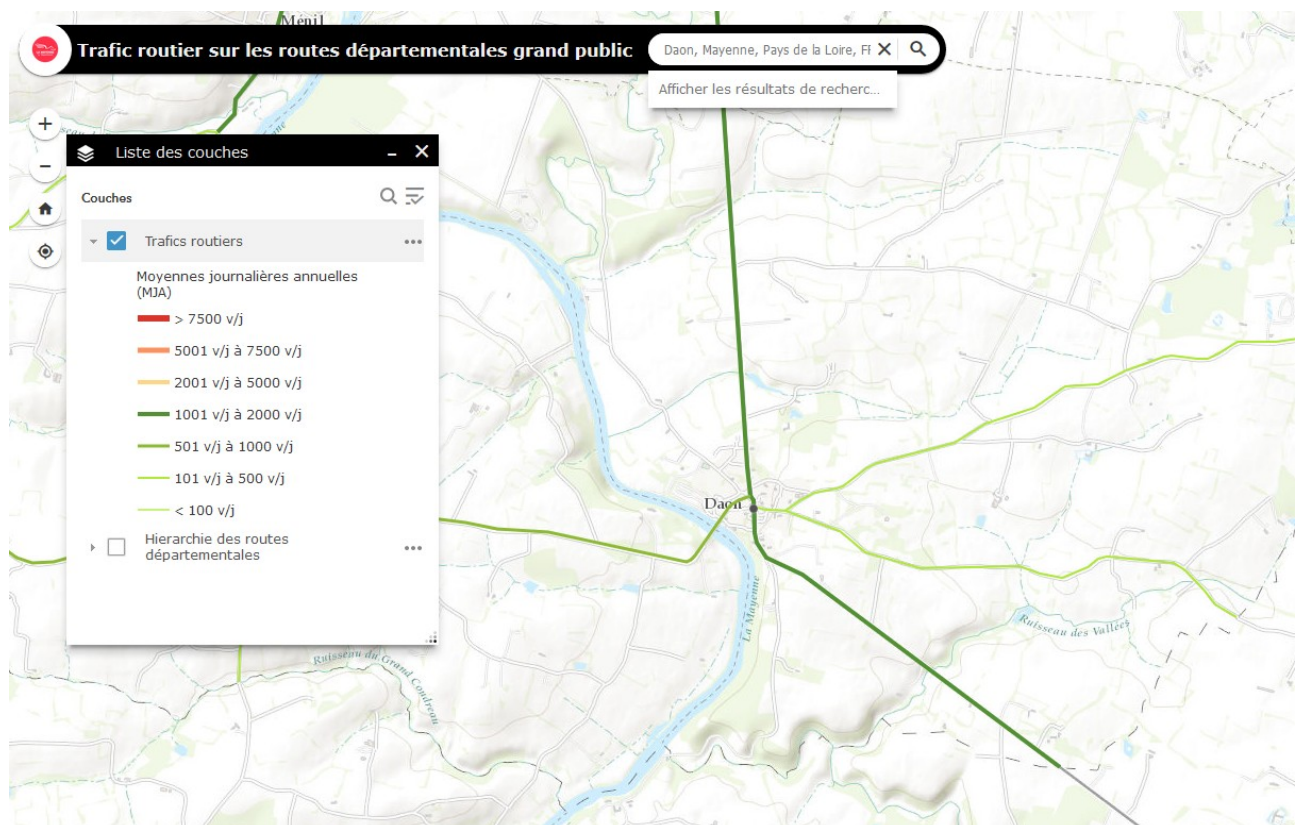 Ménil
Trafic routier sur les routes départementales grand public
Daon, Mayenne, Pays de la Loire, FR
Afficher les résultats de recherc...
Liste des couches
Couches
Trafics routiers
Moyennes journalières annuelles
(MJA)
> 7500 v/j
5001 v/j à 7500 v/j
2001 v/j à 5000 v/j
1001 v/j à 2000 v/j
501 v/j à 1000 v/j
101 v/j à 500 v/j
< 100 v/j
Hierarchie des routes
départementales
Daon
La Mayenne
Ruisseau des Vallées
Ruisseau du Grand Coudreau